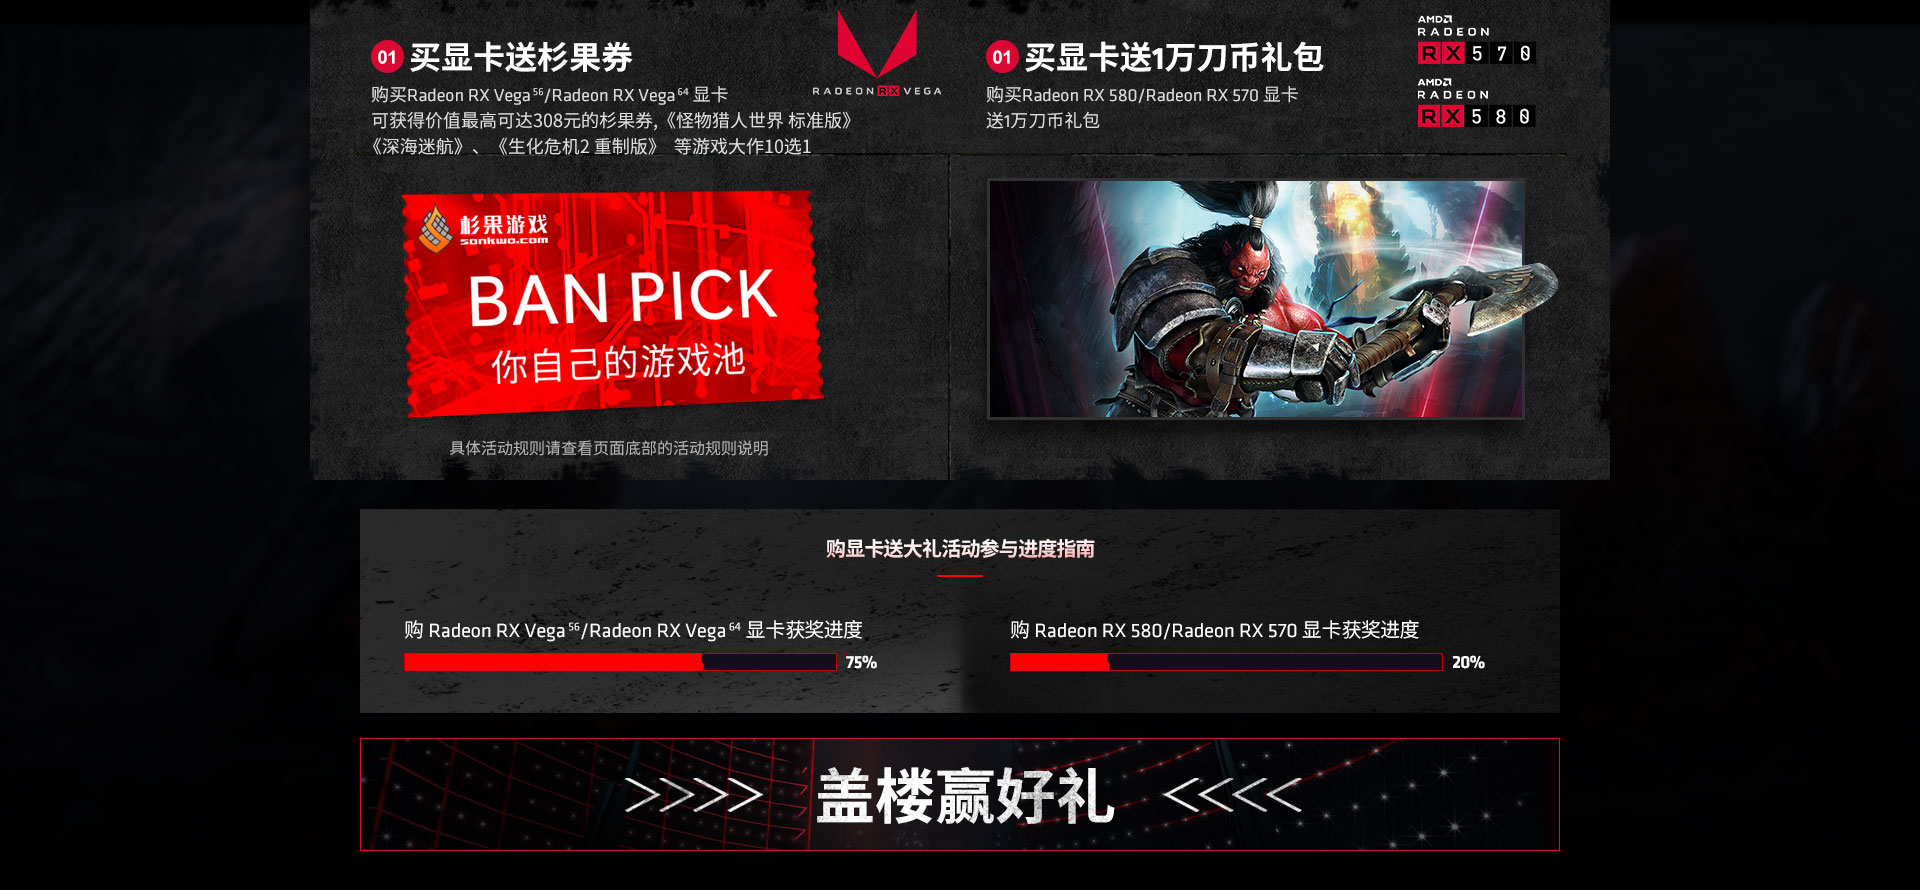 01 买显卡送杉果券
购买Radeon RX Vega⁵⁶/Radeon RX Vega⁶⁴ 显卡
可获得价值最高可达308元的杉果券,《怪物猎人世界 标准版》
《深海迷航》、《生化危机2 重制版》 等游戏大作10选1
RADEON RX VEGA
杉果游戏
sonkwo.com
BAN PICK
你自己的游戏池
具体活动规则请查看页面底部的活动规则说明
01 买显卡送1万刀币礼包
购买Radeon RX 580/Radeon RX 570 显卡
送1万刀币礼包
AMD
RADEON
RX 570
AMD
RADEON
RX 580
购显卡送大礼活动参与进度指南
购 Radeon RX Vega⁵⁶/Radeon RX Vega⁶⁴ 显卡获奖进度
75%
购 Radeon RX 580/Radeon RX 570 显卡获奖进度
20%
盖楼赢好礼